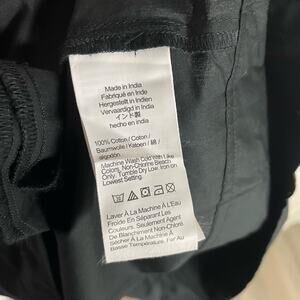 Made in India
Fabriqué en Inde
Hergestellt in Indien
Vervaardigd in India
インド製
hecho en India
100% Cotton / Coton /
Baumwolle / Katoen / 綿 /
algodon
Machine Wash Cold with Like
Colors. Non-Chlorine Bleach
Only. Tumble Dry Low. Iron on
Lowest Setting
Laver À La Machine À L'Eau
Froide En Séparant Les
Couleurs. Seulement Agent
De Blanchiment Non-Chloré.
Sécher À La Machine À
Basse Température. Fer Au